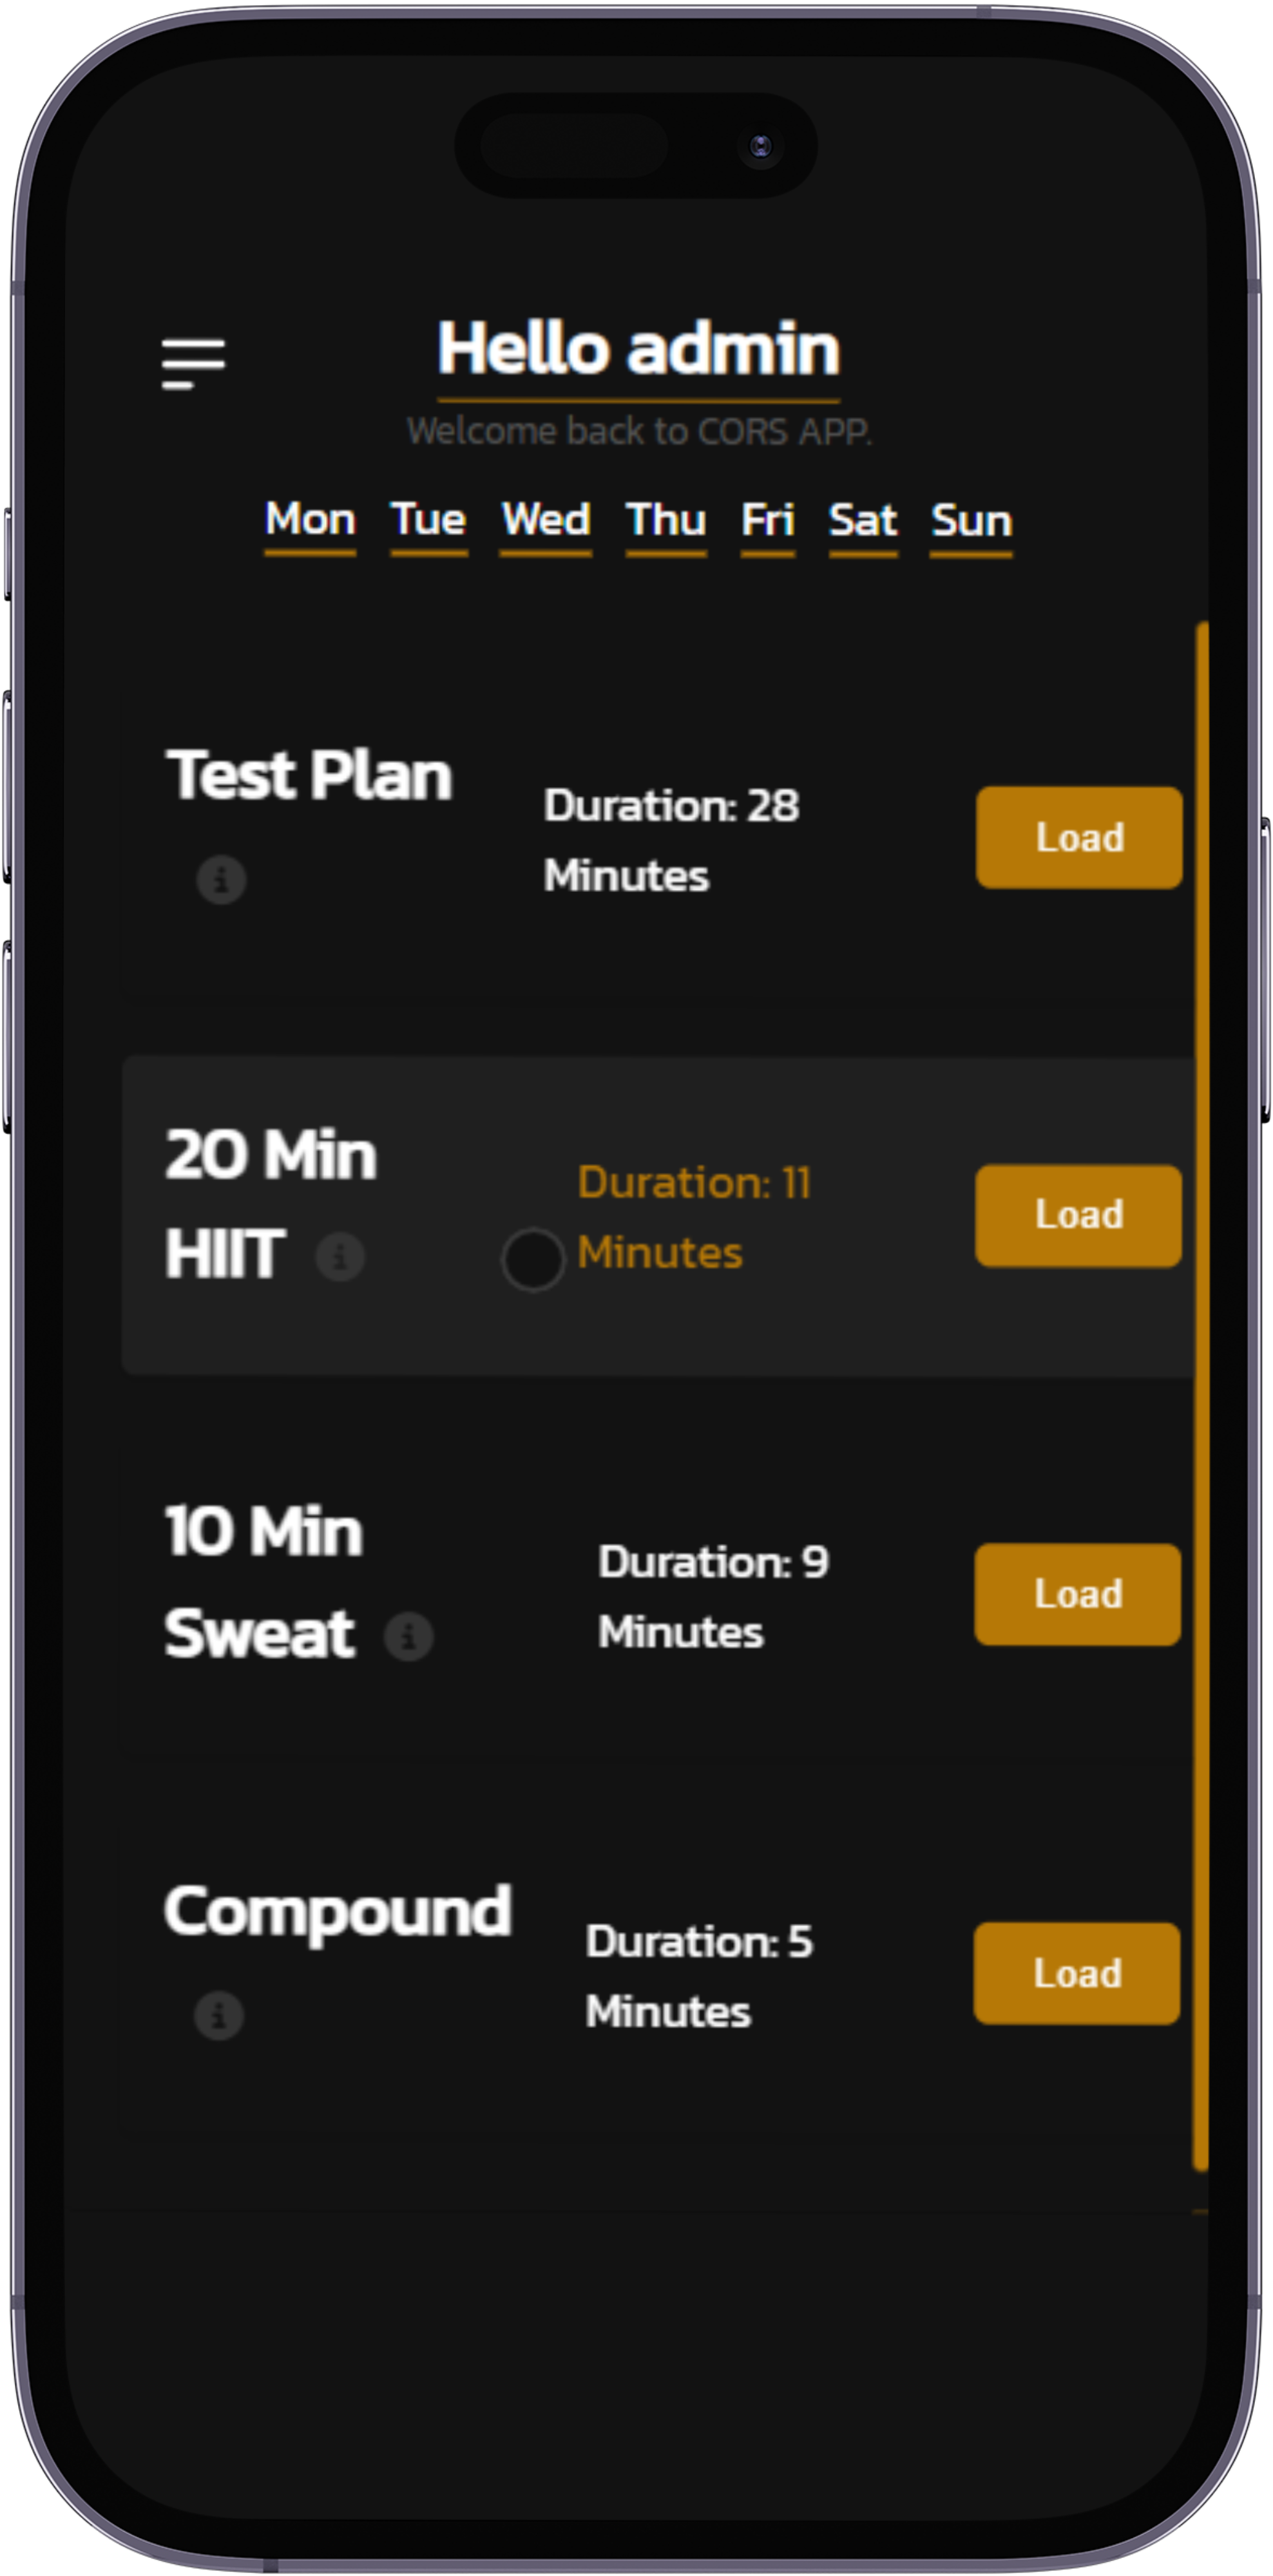 Hello admin
Welcome back to CORS APP.
Mon Tue Wed Thu Fri Sat Sun
Test Plan
Duration: 28
Minutes
Load
20 Min
HIIT
Duration: 11
Minutes
Load
10 Min
Sweat
Duration: 9
Minutes
Load
Compound
Duration: 5
Minutes
Load